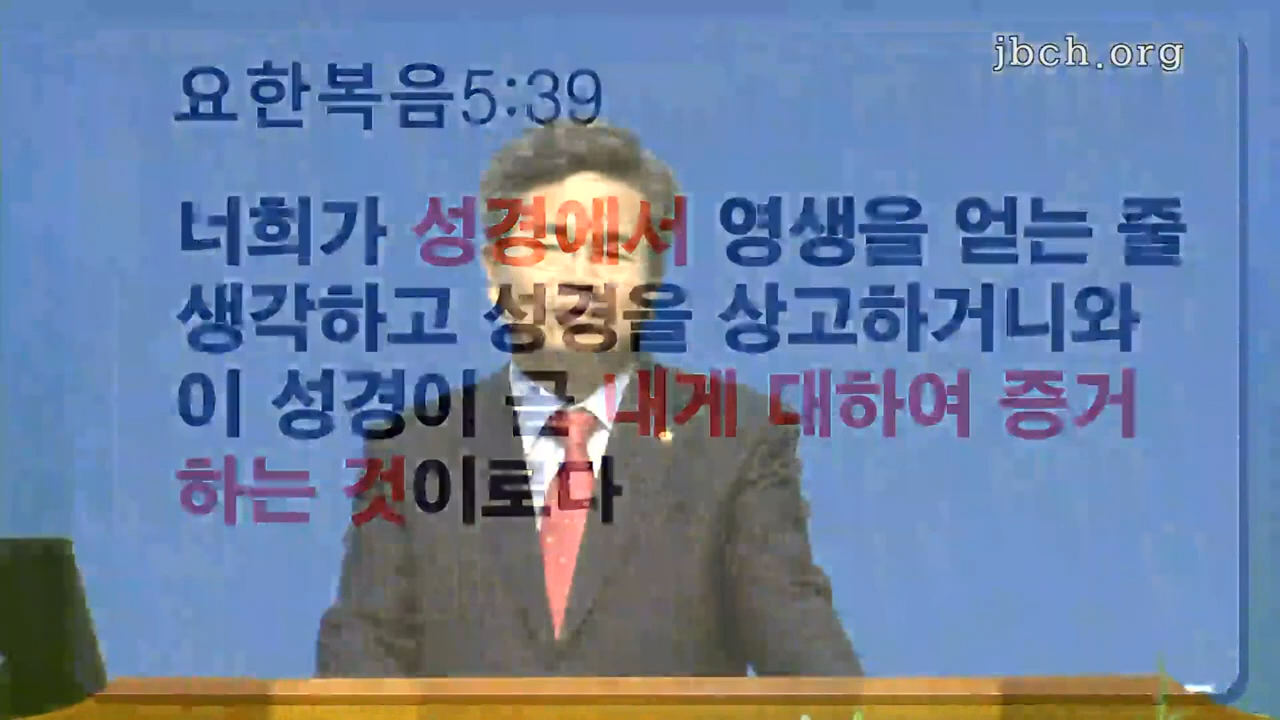 jbch.org
요한복음5:39
너희가 성경에서 영생을 얻는 줄
생각하고 성경을 상고하거니와
이 성경이 곧 내게 대하여 증거
하는 것이로다